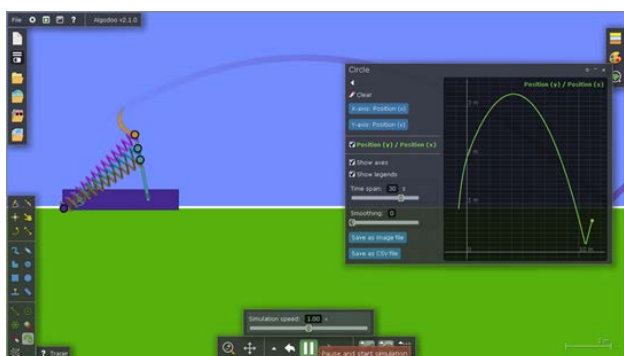 File
?
Algodoo v2.1.0
Circle
Clear
X-axis: Position (x)
Y-axis: Position (y)
Position (y) / Position (x)
Show axes
Show legends
Time span: 30 s
Smoothing: 0
Save as Image file
Save as CSV file
Position (y) / Position (x)
Simulation speed: 1.00
Pause and start simulation
? Tracer